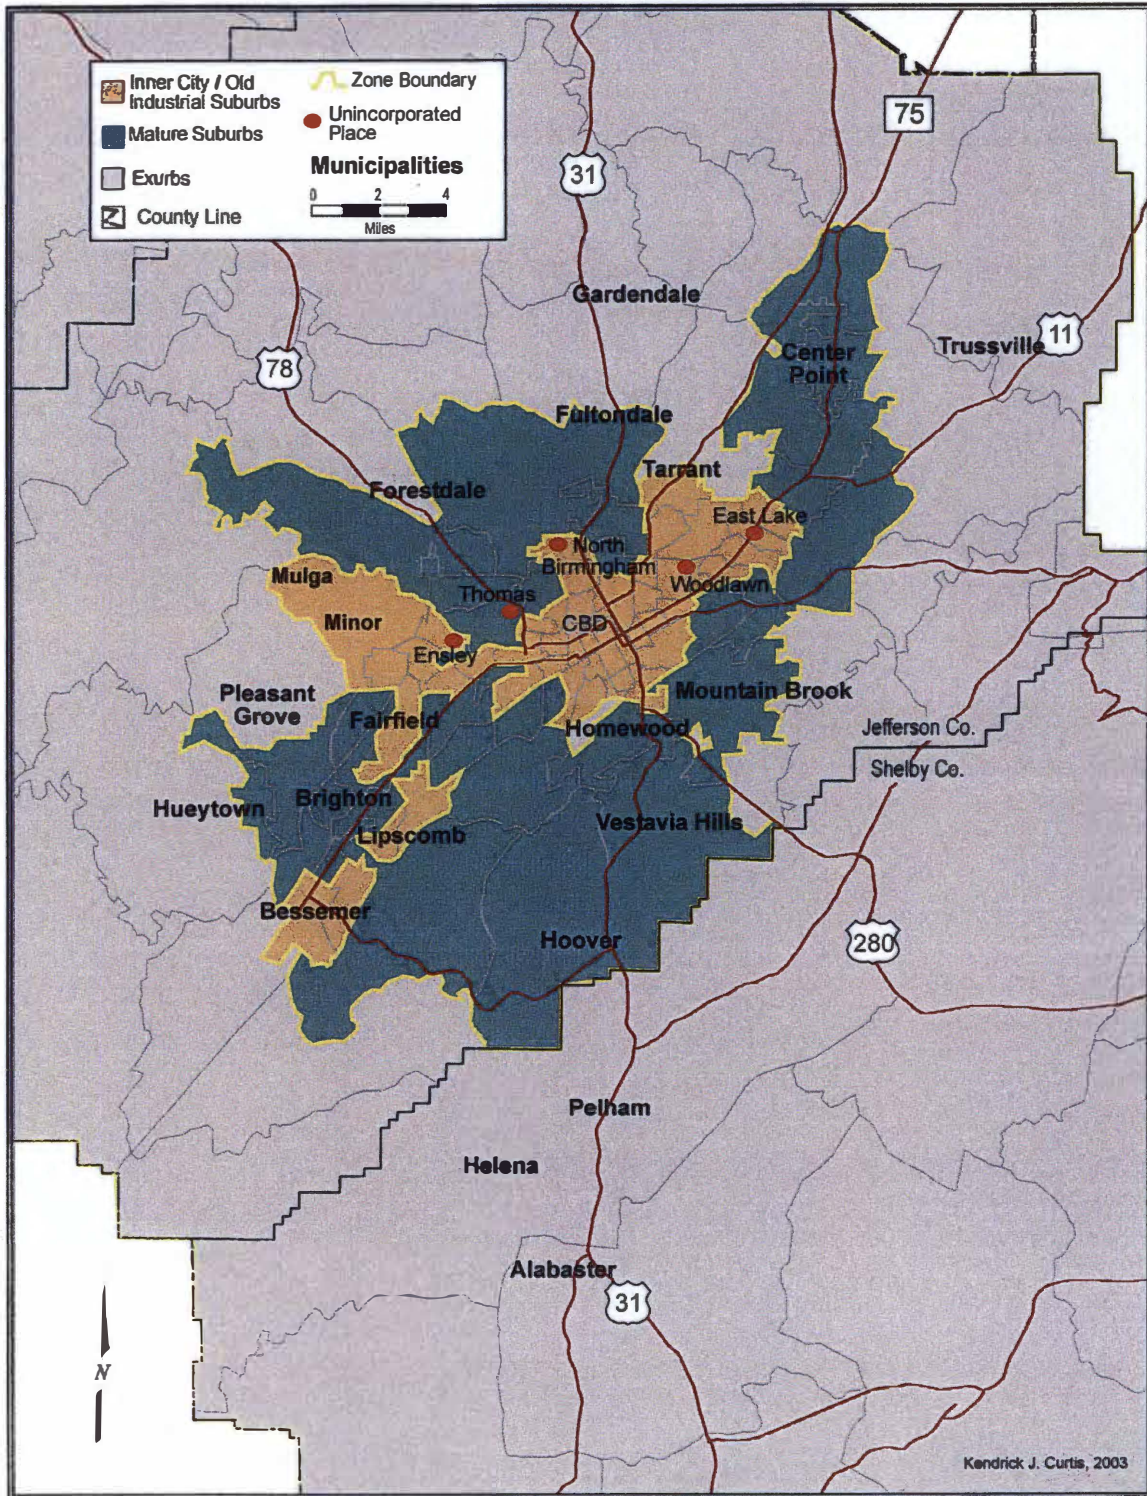 Inner City / Old
Industrial Suburbs
Mature Suburbs
Exurbs
County Line
Zone Boundary
Unincorporated
Place
Municipalities
0 2 4
Miles
75
31
Gardendale
78
Center
Point
Trussville
11
Fultondale
Tarrant
Forestdale
East Lake
North
Birmingham
Mulga
Woodlawn
Thomas
Minor
CBD
Ensley
Pleasant
Grove
Mountain Brook
Fairfield
Homewood
Jefferson Co.
Shelby Co.
Brighton
Hueytown
Vestavia Hills
Lipscomb
Bessemer
Hoover
280
Pelham
Helena
Alabaster
31
N
Kendrick J. Curtis, 2003